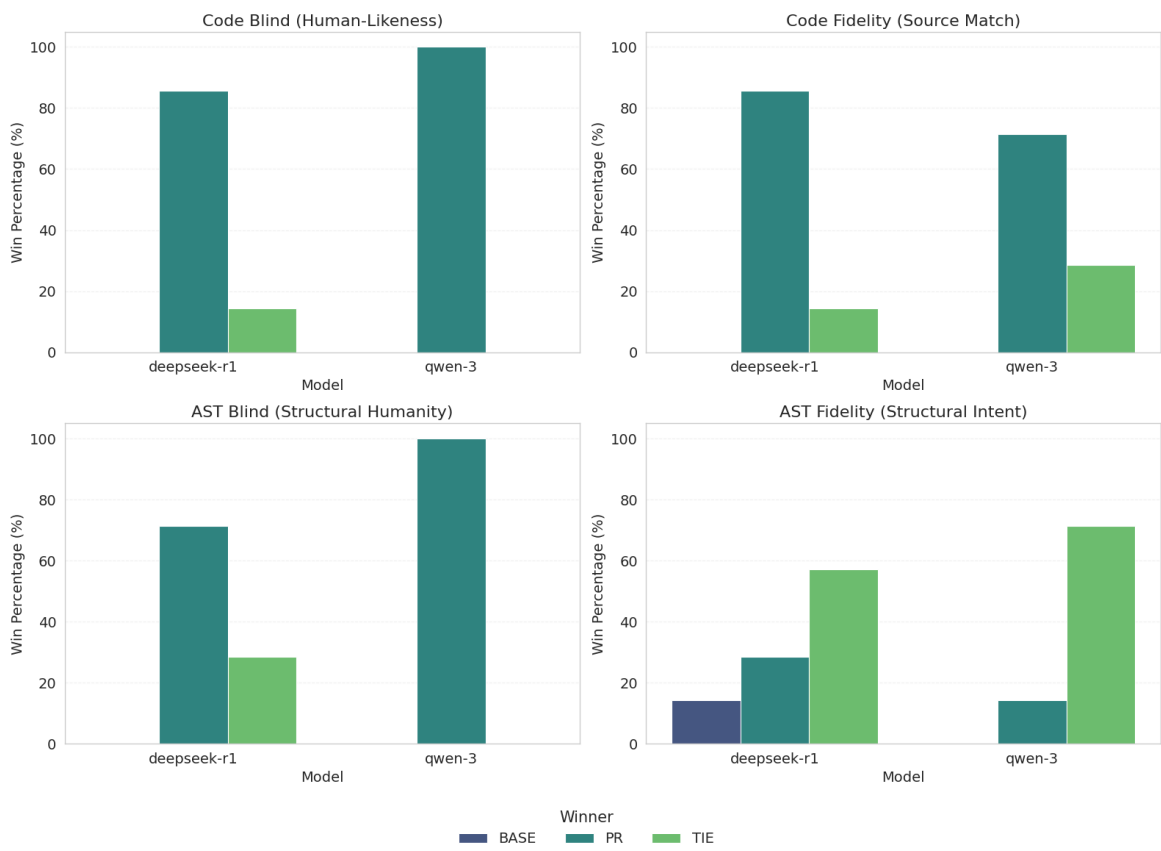 Code Blind (Human-Likeness)
Win Percentage (%)
100
80
60
40
20
0
deepseek-r1 qwen-3
Model
Code Fidelity (Source Match)
Win Percentage (%)
100
80
60
40
20
0
deepseek-r1 qwen-3
Model
AST Blind (Structural Humanity)
Win Percentage (%)
100
80
60
40
20
0
deepseek-r1 qwen-3
Model
AST Fidelity (Structural Intent)
Win Percentage (%)
100
80
60
40
20
0
deepseek-r1 qwen-3
Model
Winner
BASE PR TIE